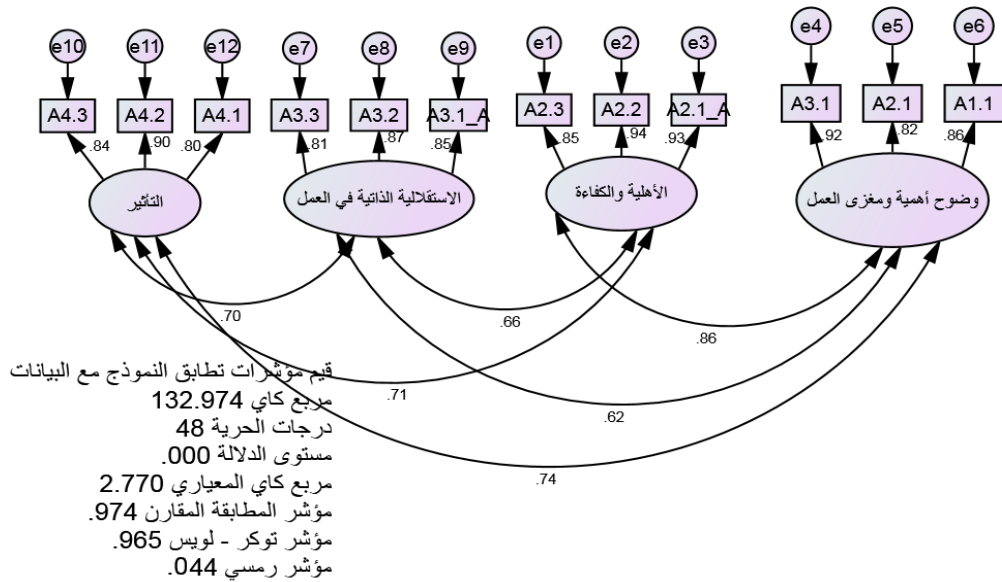 e10 e11 e12 e7 e8 e9 e1 e2 e3 e4 e5 e6
A4.3 A4.2 A4.1 A3.3 A3.2 A3.1_A A2.3 A2.2 A2.1_A A3.1 A2.1 A1.1
.84 .90 .80 .81 .87 .85 .85 .94 .93 .92 .82 .86
التأثير
الاستقلالية الذاتية في العمل
الأهلية والكفاءة
وضوح أهمية ومغزى العمل
.70
.66
.86
.71
.62
.74
قيم مؤشرات تطابق النموذج مع البيانات
مربع كاي 132.974
درجات الحرية 48
مستوى الدلالة 000.
مربع كاي المعياري 2.770
مؤشر المطابقة المقارن 974.
مؤشر توكر - لويس 965.
مؤشر رمسي 044.